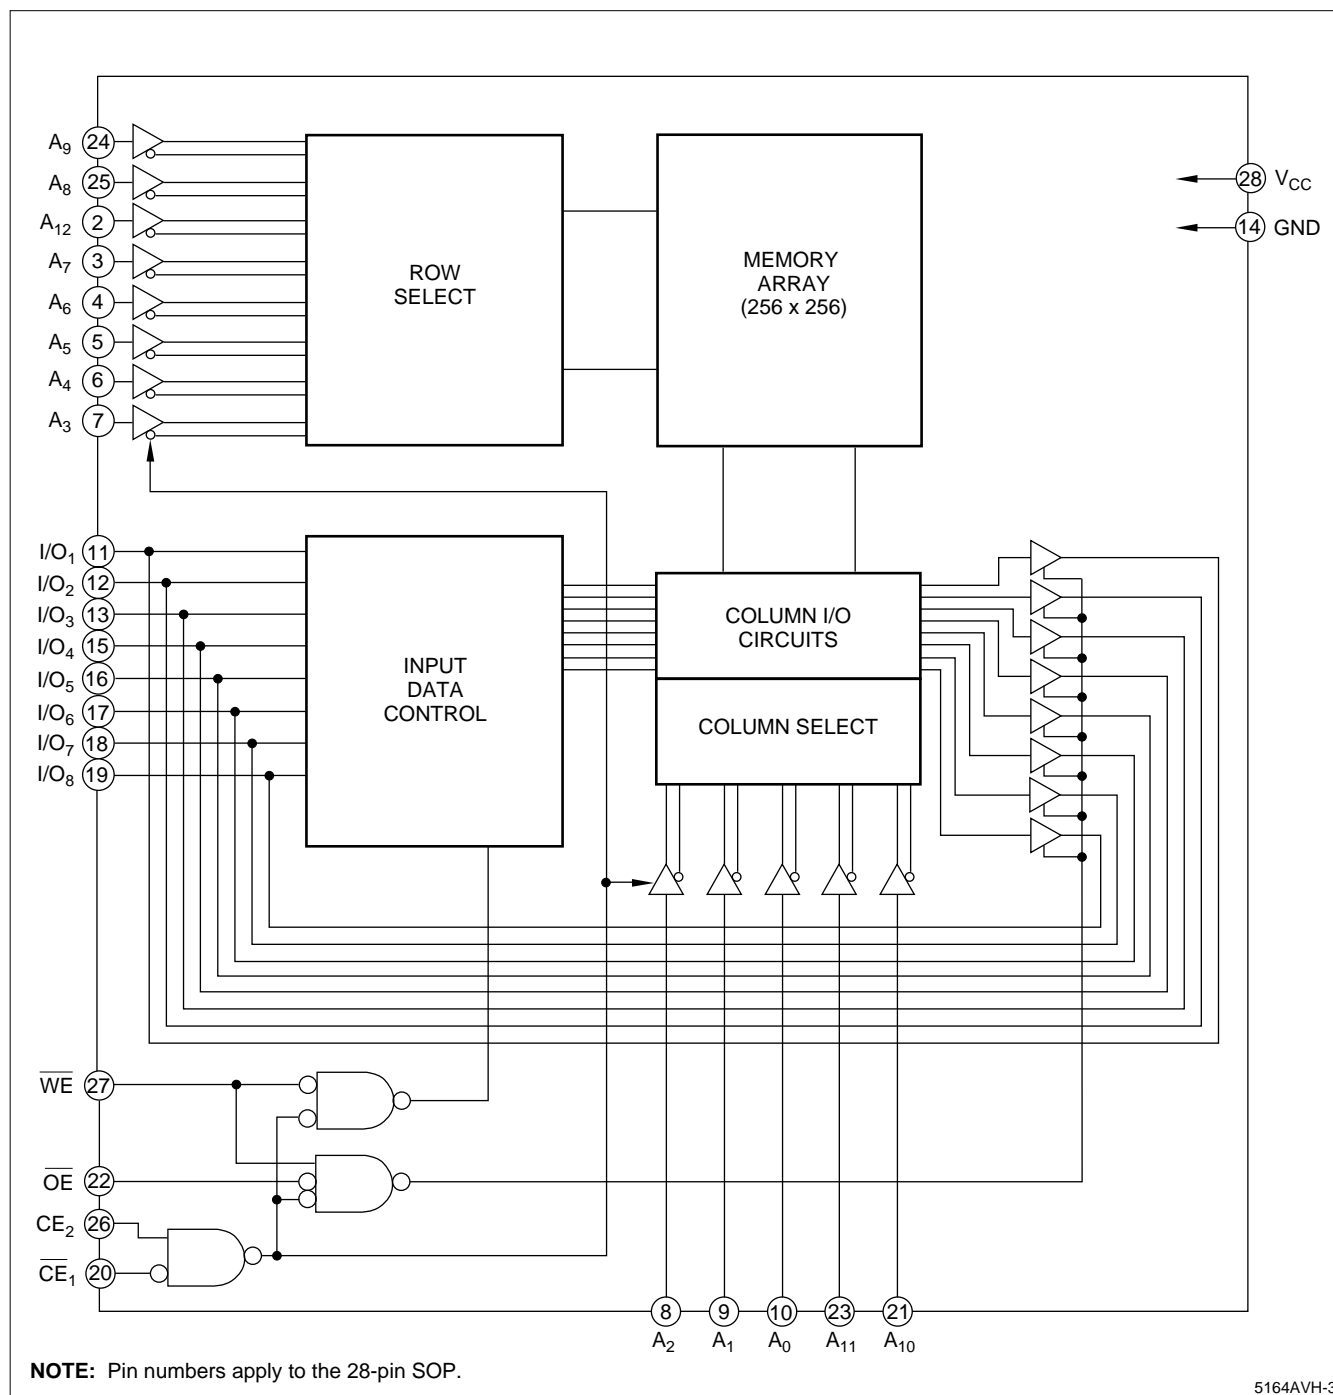 A9 24
A8 25
A12 2
A7 3
A6 4
A5 5
A4 6
A3 7
ROW
SELECT
MEMORY
ARRAY
(256 x 256)
28 VCC
14 GND
I/O1 11
I/O2 12
I/O3 13
I/O4 15
I/O5 16
I/O6 17
I/O7 18
I/O8 19
INPUT
DATA
CONTROL
COLUMN I/O
CIRCUITS
COLUMN SELECT
W̅E̅ 27
O̅E̅ 22
CE2 26
C̅E̅1 20
8 9 10 23 21
A2 A1 A0 A11 A10
NOTE: Pin numbers apply to the 28-pin SOP.
5164AVH-3